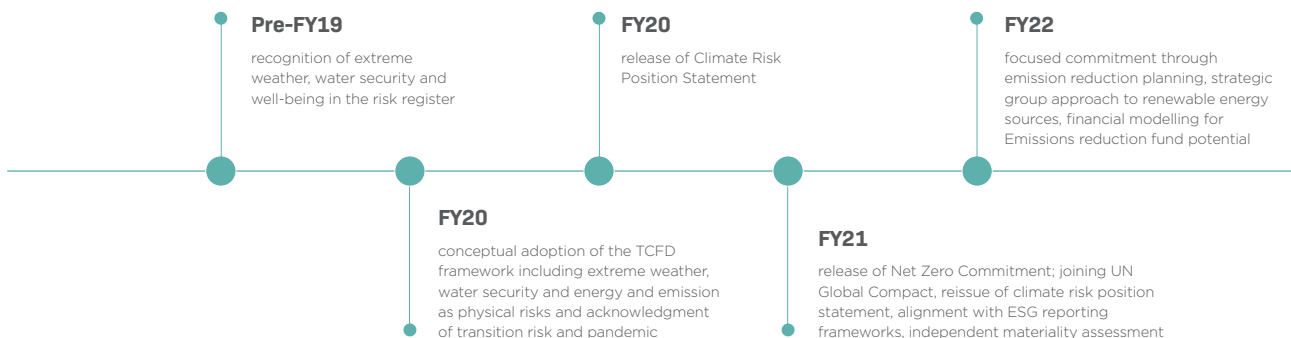 Pre-FY19
recognition of extreme
weather, water security and
well-being in the risk register
FY20
conceptual adoption of the TCFD
framework including extreme weather,
water security and energy and emission
as physical risks and acknowledgment
of transition risk and pandemic
FY20
release of Climate Risk
Position Statement
FY21
release of Net Zero Commitment; joining UN
Global Compact, reissue of climate risk position
statement, alignment with ESG reporting
frameworks, independent materiality assessment
FY22
focused commitment through
emission reduction planning, strategic
group approach to renewable energy
sources, financial modelling for
Emissions reduction fund potential